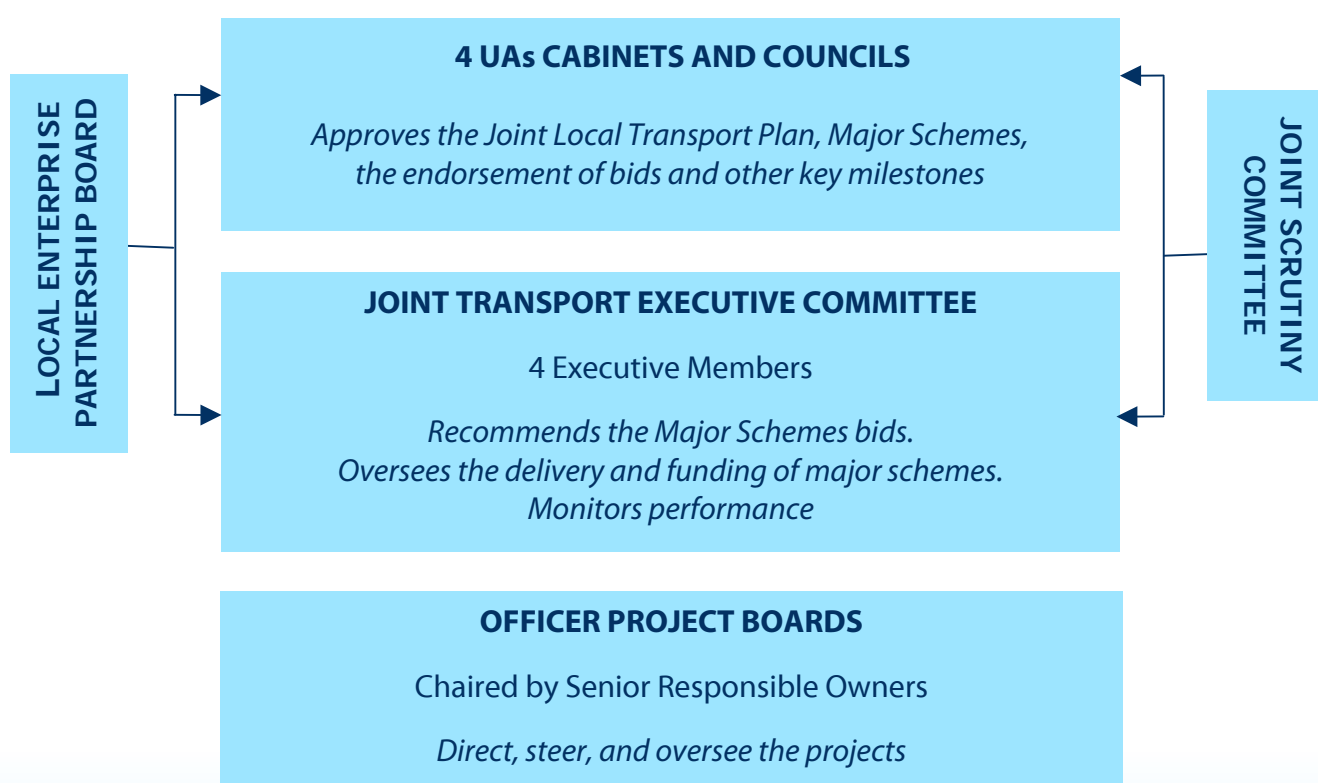 LOCAL ENTERPRISE
PARTNERSHIP BOARD
4 UAs CABINETS AND COUNCILS
Approves the Joint Local Transport Plan, Major Schemes,
the endorsement of bids and other key milestones
JOINT TRANSPORT EXECUTIVE COMMITTEE
4 Executive Members
Recommends the Major Schemes bids.
Oversees the delivery and funding of major schemes.
Monitors performance
OFFICER PROJECT BOARDS
Chaired by Senior Responsible Owners
Direct, steer, and oversee the projects
JOINT SCRUTINY
COMMITTEE